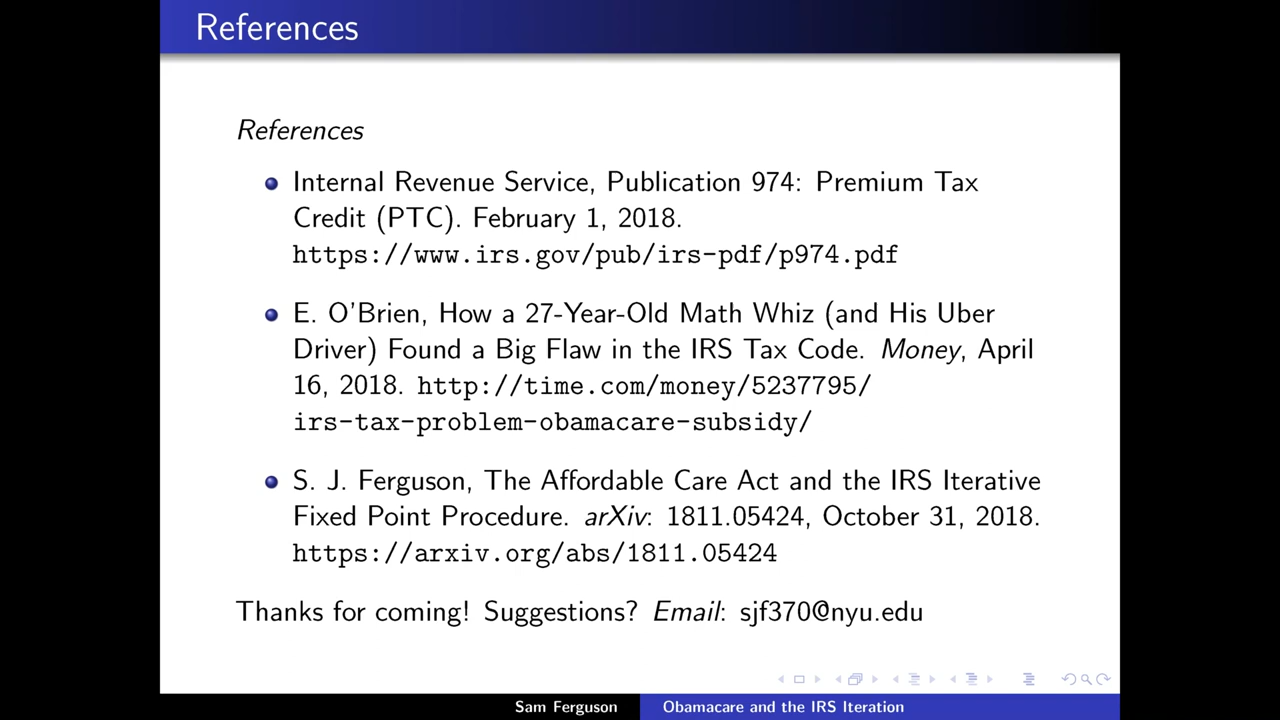 References
References
Internal Revenue Service, Publication 974: Premium Tax
Credit (PTC). February 1, 2018.
https://www.irs.gov/pub/irs-pdf/p974.pdf
E. O'Brien, How a 27-Year-Old Math Whiz (and His Uber
Driver) Found a Big Flaw in the IRS Tax Code. Money, April
16, 2018. http://time.com/money/5237795/
irs-tax-problem-obamacare-subsidy/
S. J. Ferguson, The Affordable Care Act and the IRS Iterative
Fixed Point Procedure. arXiv: 1811.05424, October 31, 2018.
https://arxiv.org/abs/1811.05424
Thanks for coming! Suggestions? Email: sjf370@nyu.edu
Sam Ferguson Obamacare and the IRS Iteration